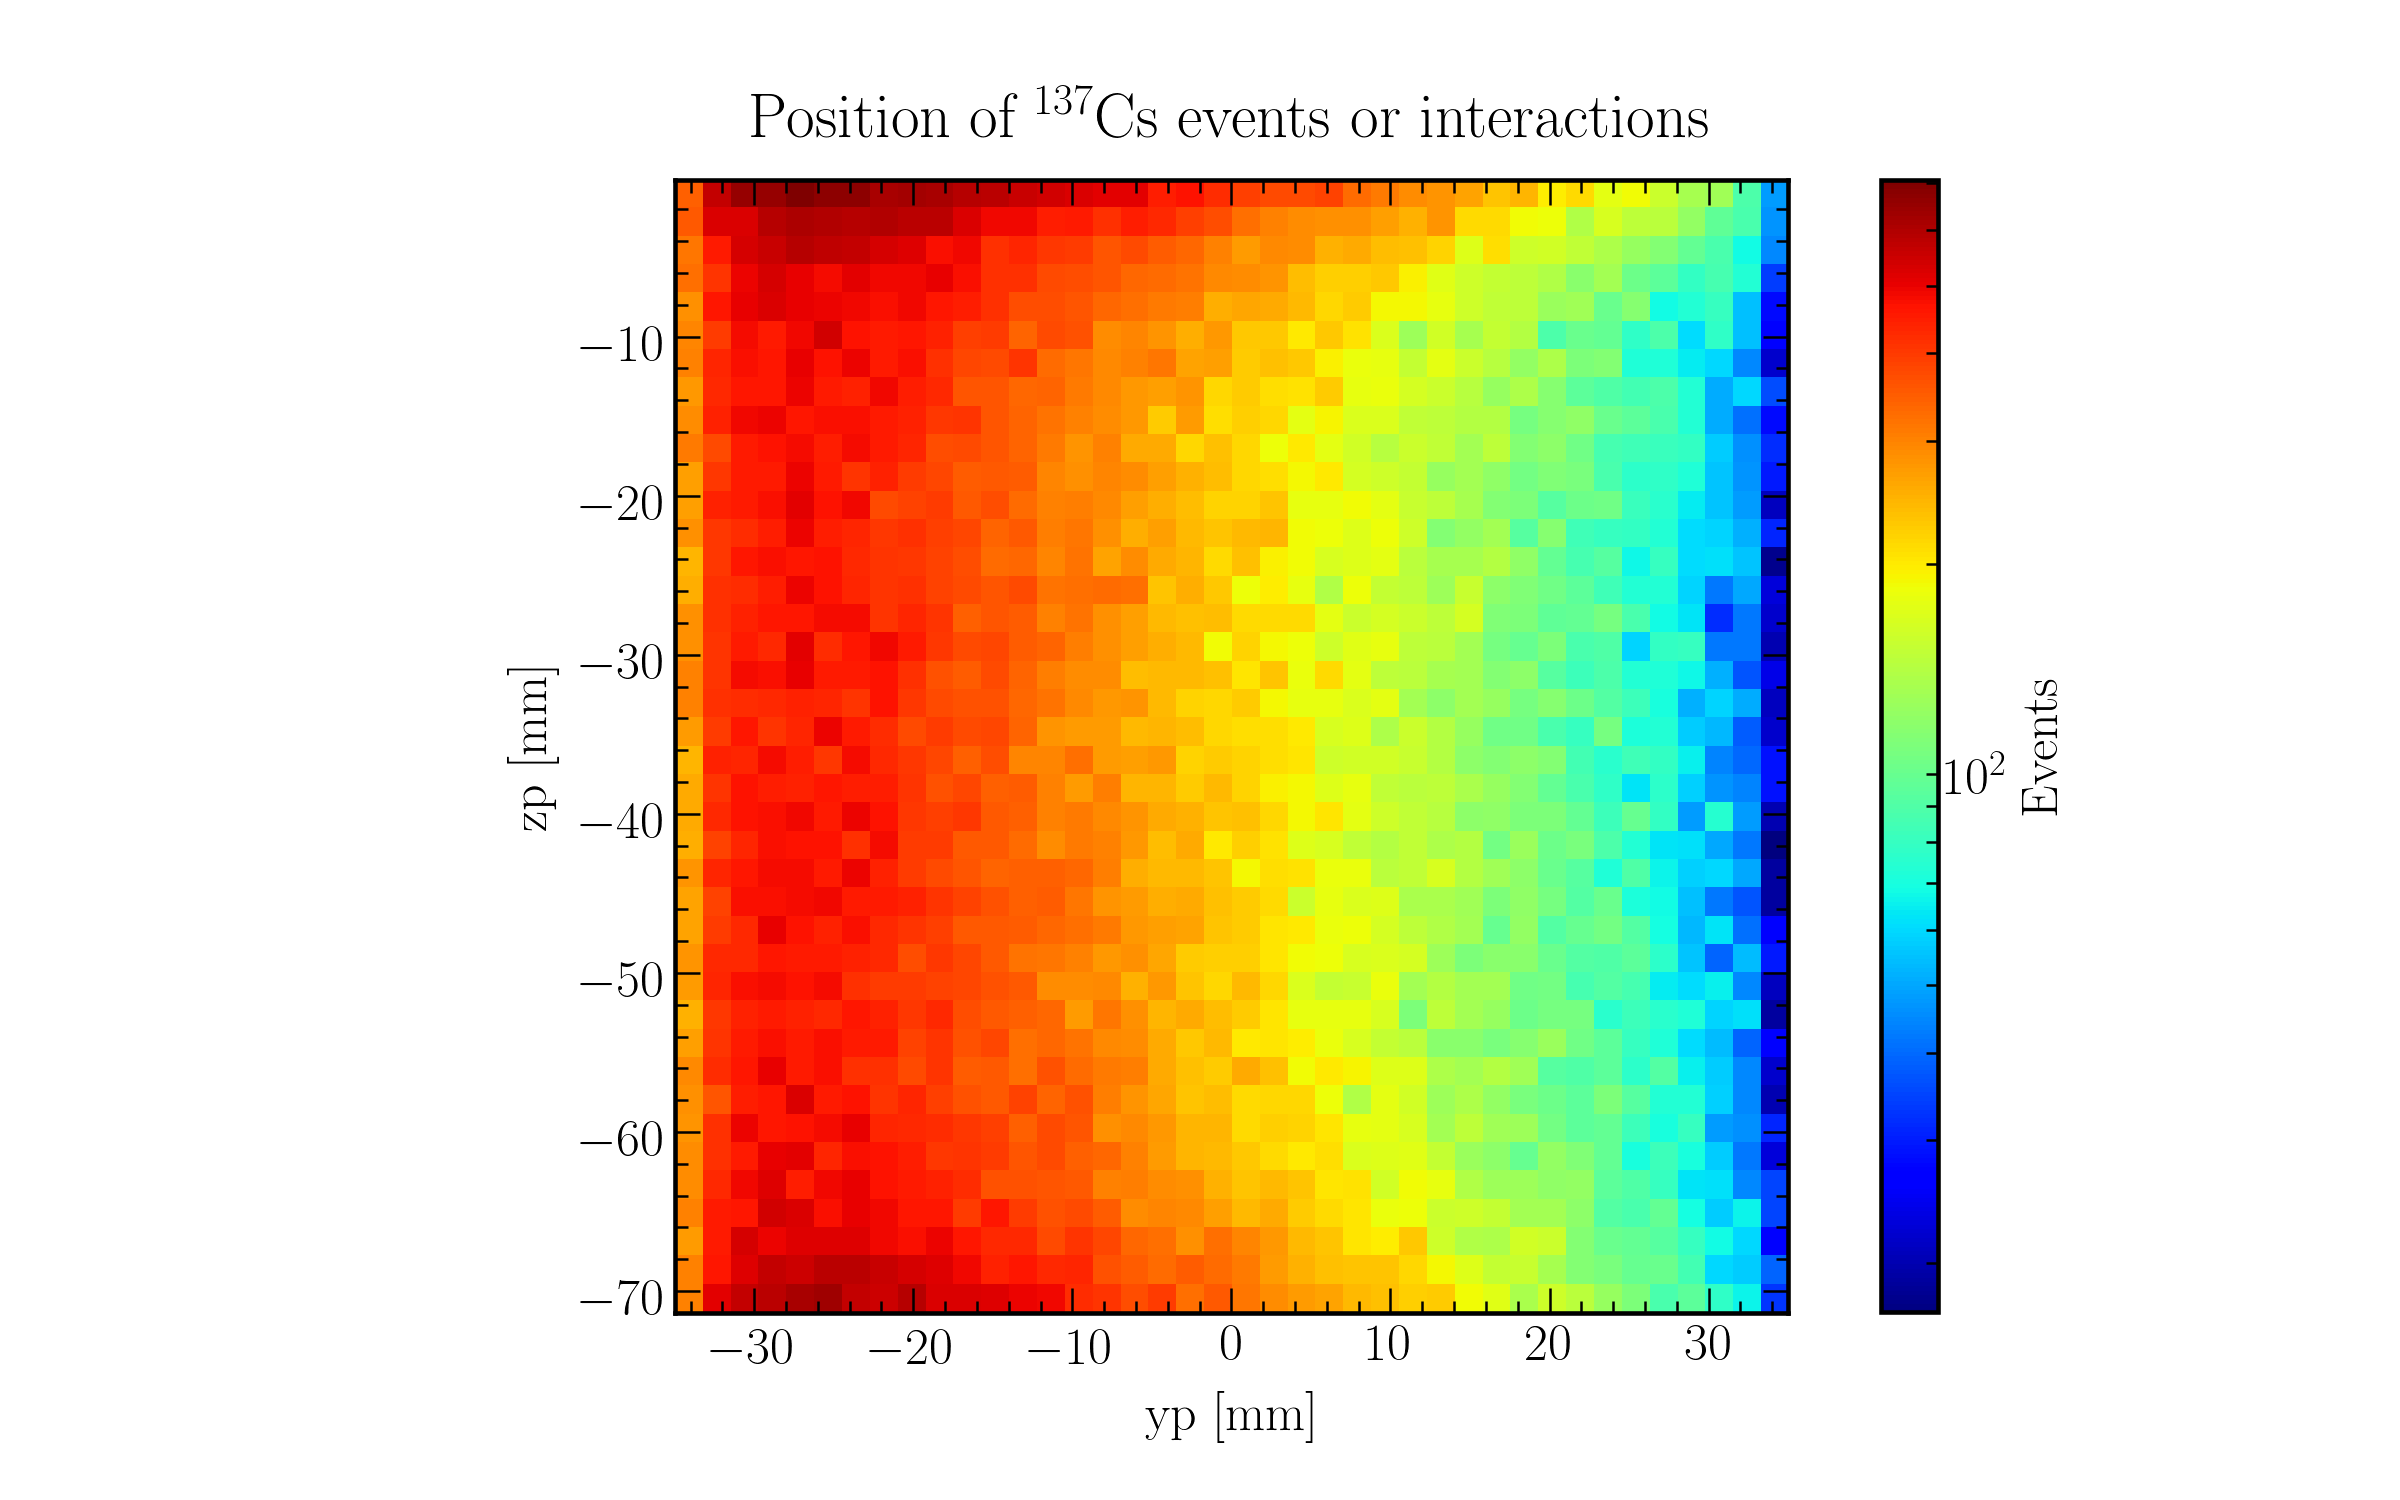 Position of ¹³⁷Cs events or interactions
−10
−20
−30
−40
−50
−60
−70
zp [mm]
−30 −20 −10 0 10 20 30
yp [mm]
10²
Events